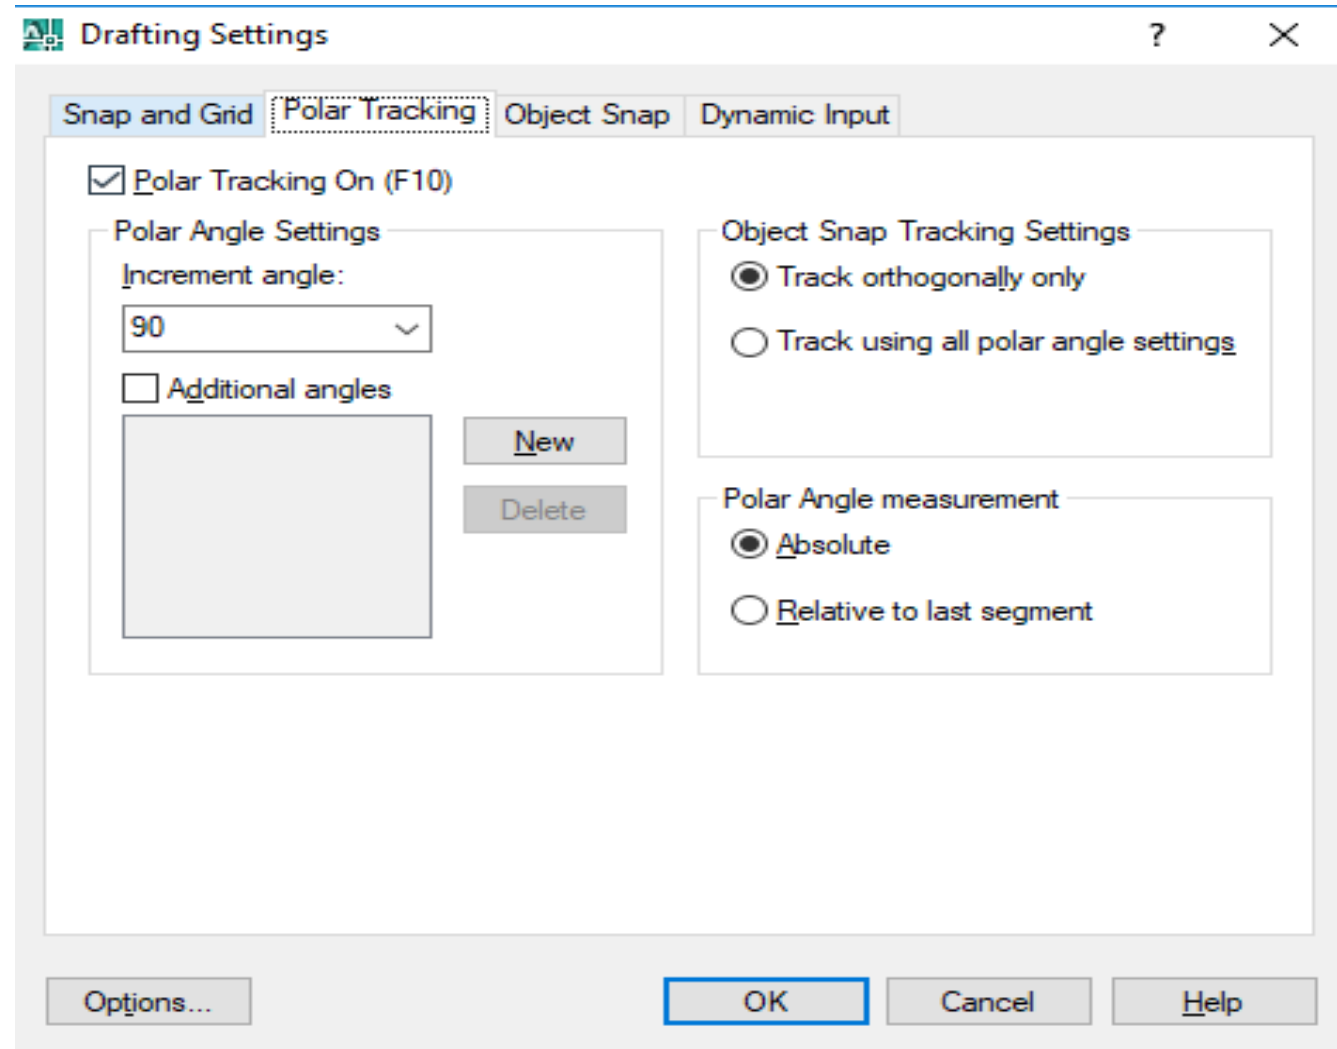 Drafting Settings ?
Snap and Grid Polar Tracking Object Snap Dynamic Input
Polar Tracking On (F10)
Polar Angle Settings
Increment angle:
90
Additional angles
New
Delete
Object Snap Tracking Settings
Track orthogonally only
Track using all polar angle settings
Polar Angle measurement
Absolute
Relative to last segment
Options... OK Cancel Help